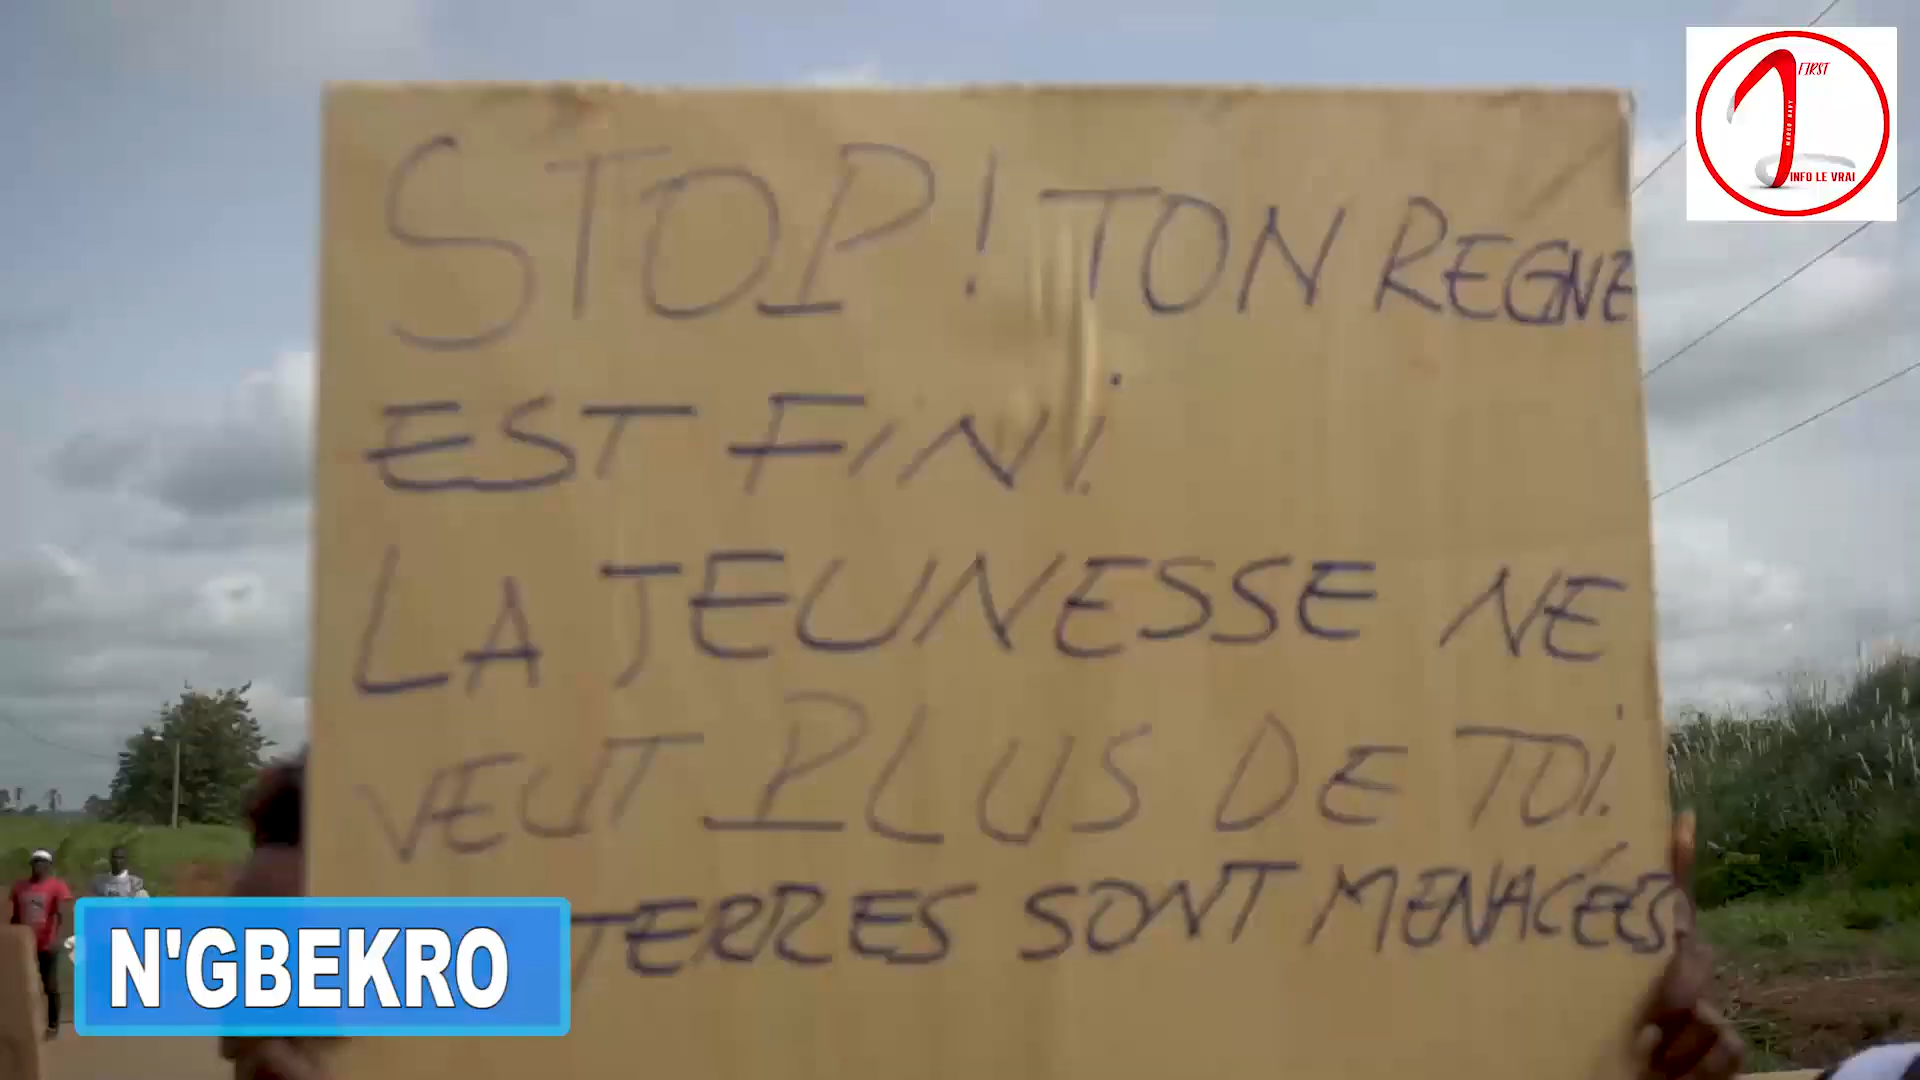 FIRST
INFO LE VRAI
STOP! TON RÉGNE
EST FINI.
LA JEUNESSE NE
VEUT PLUS DE TOI.
TERRES SONT MENACÉES
N'GBEKRO